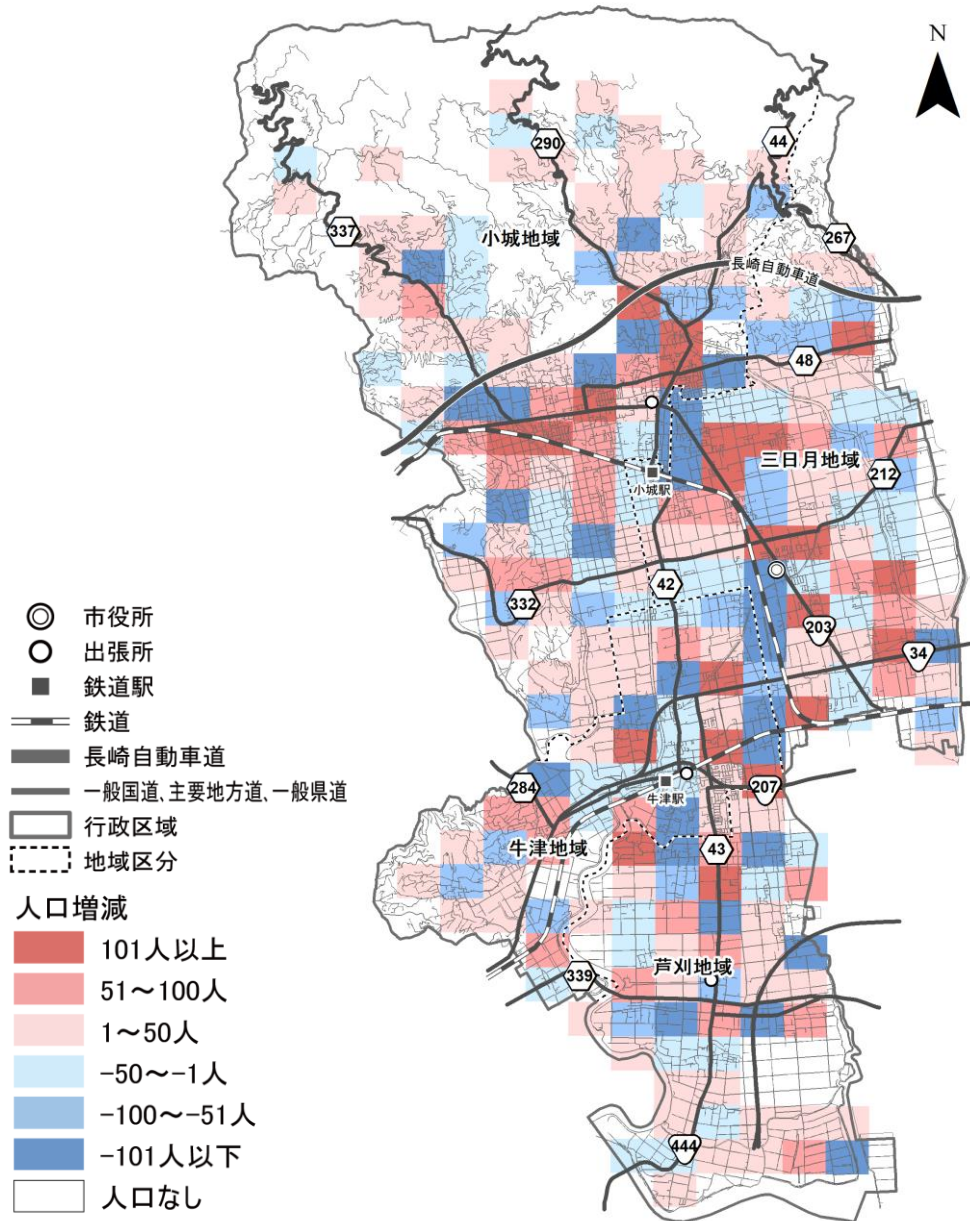 N
290
44
337
小城地域
267
長崎自動車道
48
三日月地域
212
小城駅
42
332
203
34
284
牛津駅
207
牛津地域
43
芦刈地域
339
444
市役所
出張所
鉄道駅
鉄道
長崎自動車道
一般国道、主要地方道、一般県道
行政区域
地域区分
人口増減
101人以上
51～100人
1～50人
-50～-1人
-100～-51人
-101人以下
人口なし